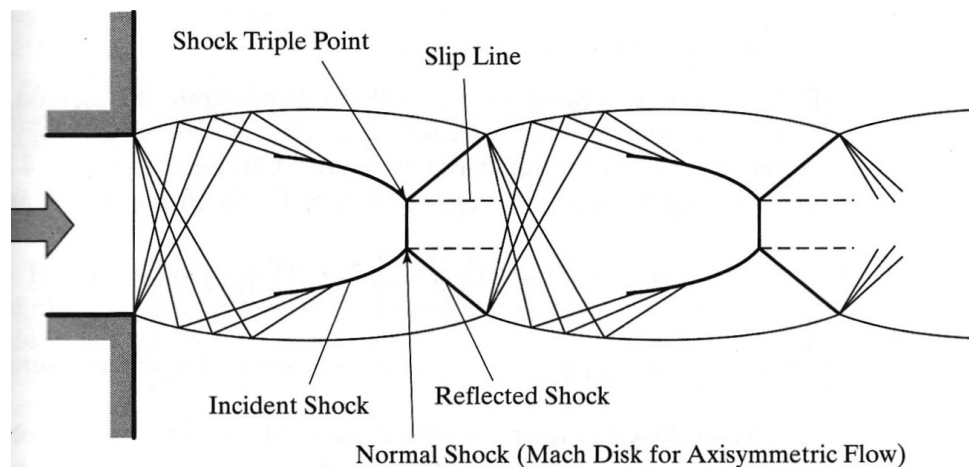 Shock Triple Point
Slip Line
Incident Shock
Reflected Shock
Normal Shock (Mach Disk for Axisymmetric Flow)